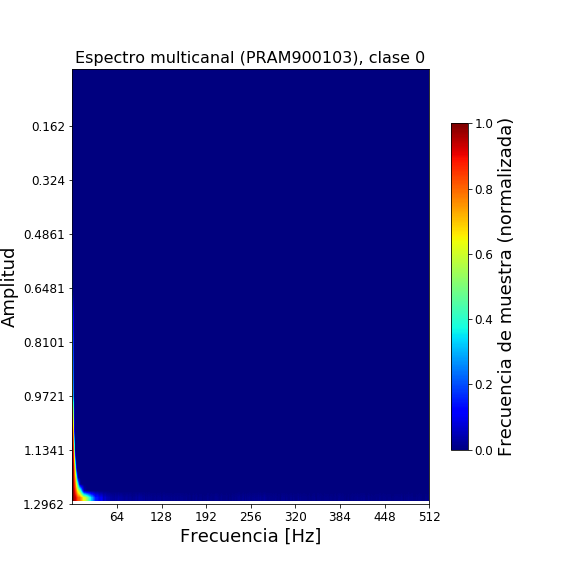 Espectro multicanal (PRAM900103), clase 0
Amplitud
0.162
0.324
0.4861
0.6481
0.8101
0.9721
1.1341
1.2962
64 128 192 256 320 384 448 512
Frecuencia [Hz]
1.0
0.8
0.6
0.4
0.2
0.0
Frecuencia de muestra (normalizada)